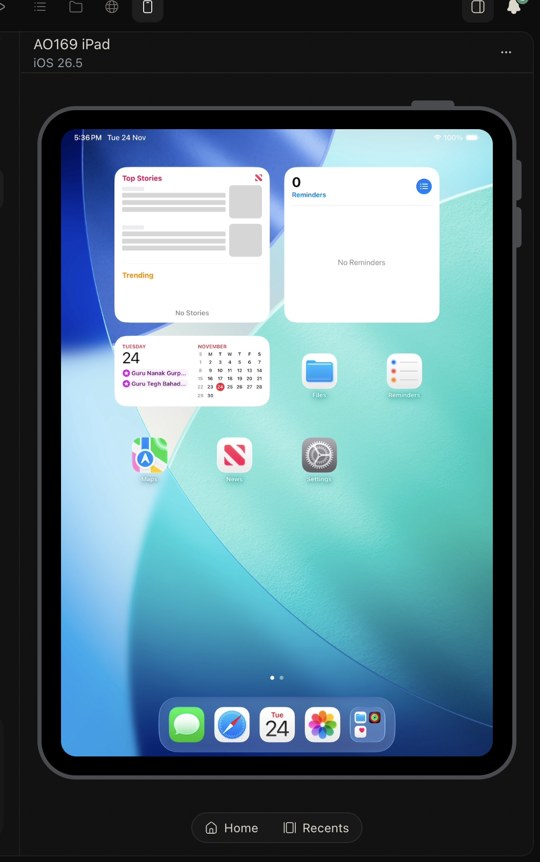 AO169 iPad
iOS 26.5
5:36 PM Tue 24 Nov
100%
Top Stories
Trending
No Stories
0
Reminders
No Reminders
TUESDAY
24
Guru Nanak Gurp...
Guru Tegh Bahad...
NOVEMBER
S M T W T F S
1 2 3 4 5 6 7
8 9 10 11 12 13 14
15 16 17 18 19 20 21
22 23 24 25 26 27 28
29 30
Files
Reminders
Maps
News
Settings
Tue
24
Home
Recents